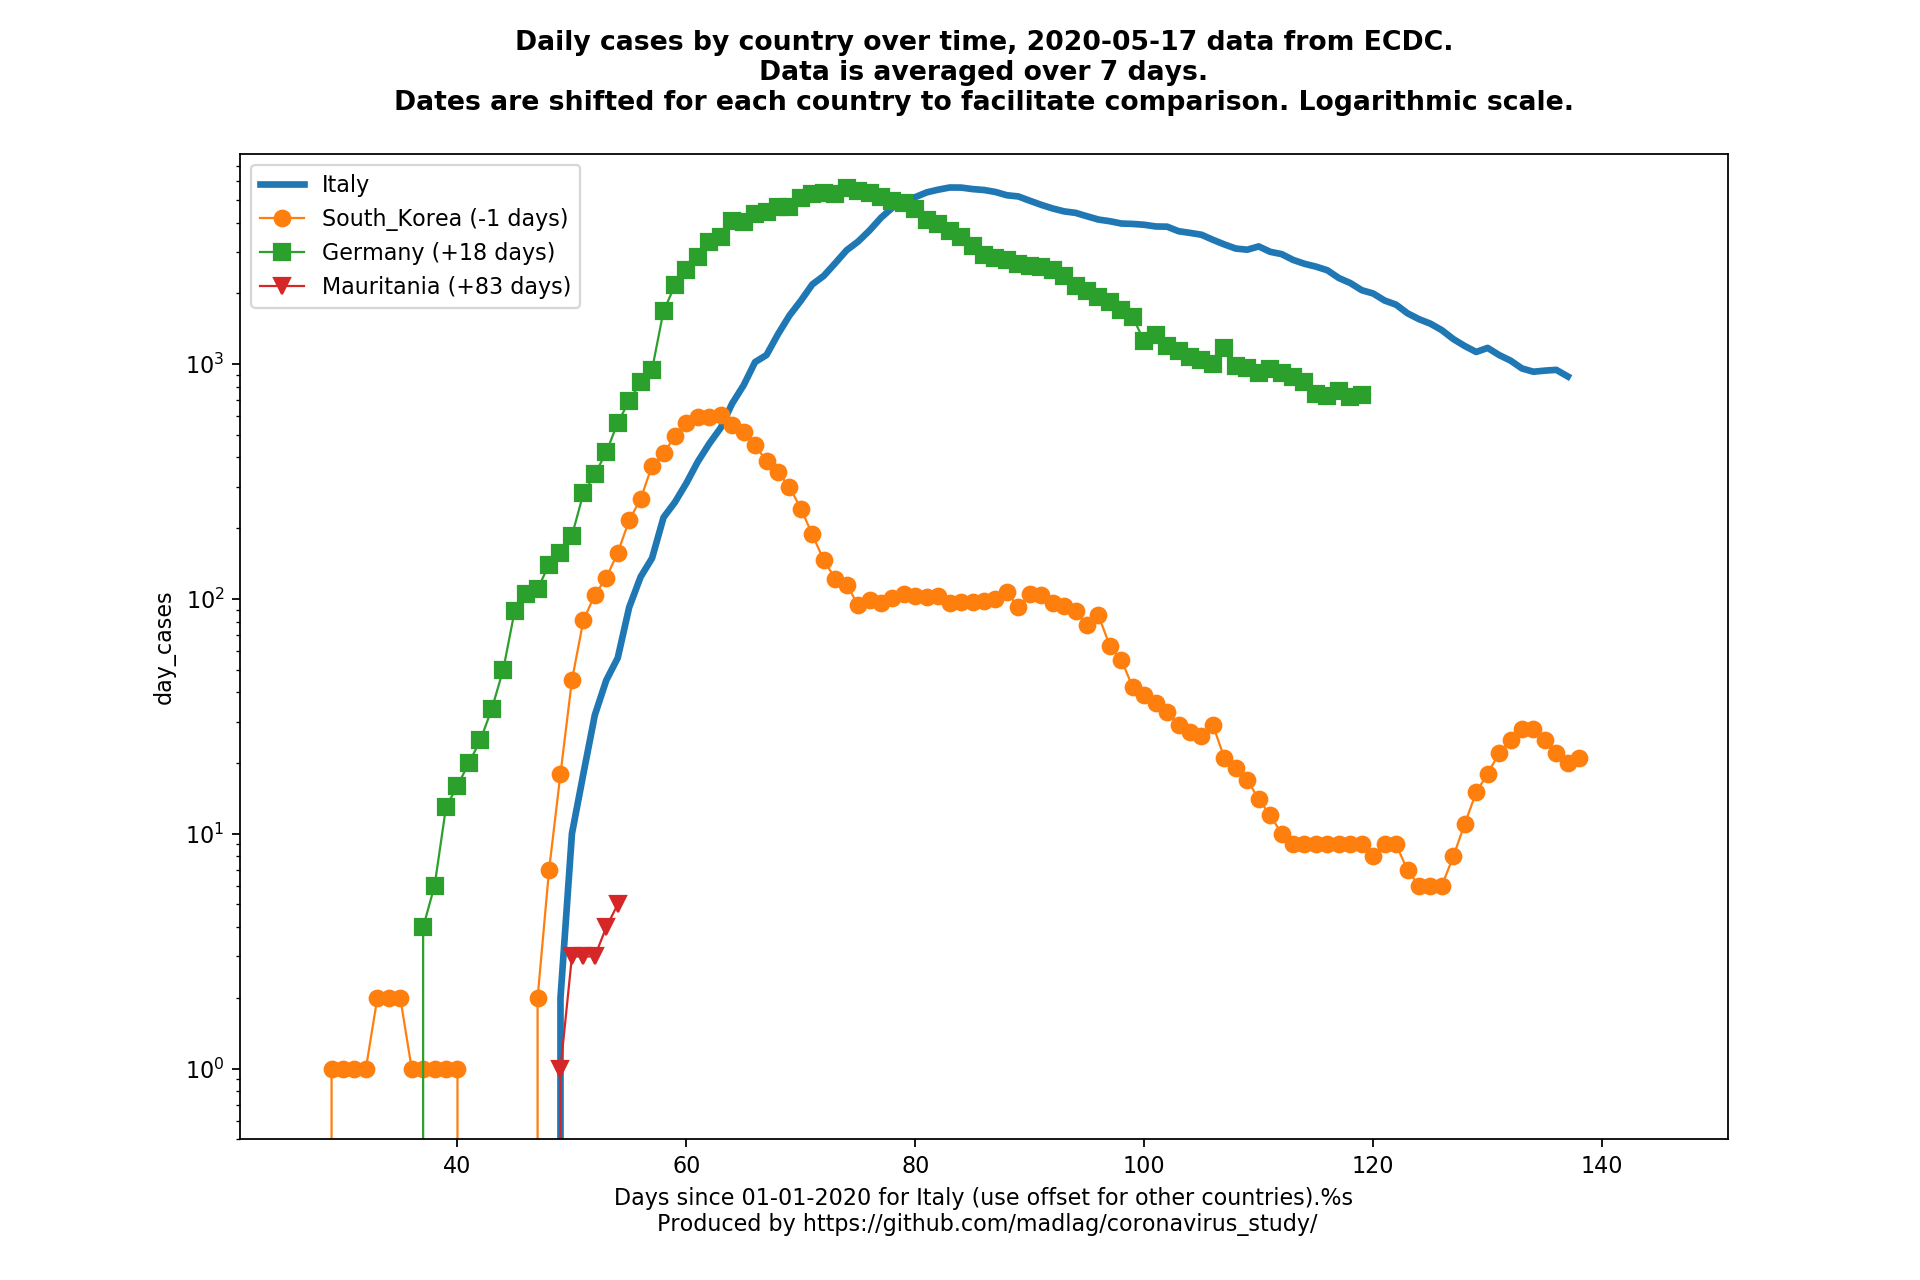 Daily cases by country over time, 2020-05-17 data from ECDC.
Data is averaged over 7 days.
Dates are shifted for each country to facilitate comparison. Logarithmic scale.
Italy
South_Korea (-1 days)
Germany (+18 days)
Mauritania (+83 days)
day_cases
10³
10²
10¹
10⁰
40 60 80 100 120 140
Days since 01-01-2020 for Italy (use offset for other countries).%s
Produced by https://github.com/madlag/coronavirus_study/